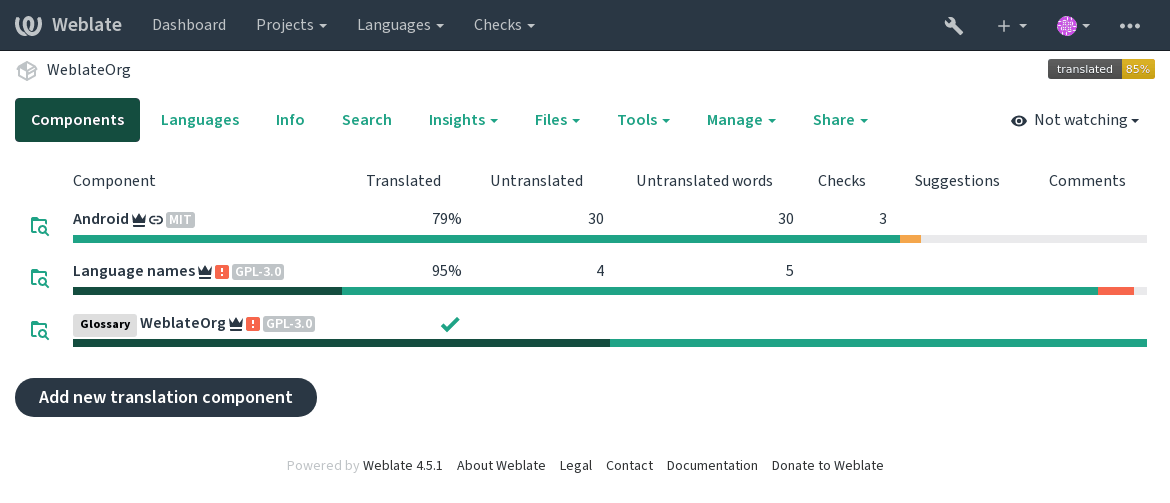 Weblate Dashboard Projects Languages Checks
WeblateOrg translated 85%
Components Languages Info Search Insights Files Tools Manage Share Not watching
Component Translated Untranslated Untranslated words Checks Suggestions Comments
Android MIT 79% 30 30 3
Language names GPL-3.0 95% 4 5
Glossary WeblateOrg GPL-3.0
Add new translation component
Powered by Weblate 4.5.1 About Weblate Legal Contact Documentation Donate to Weblate